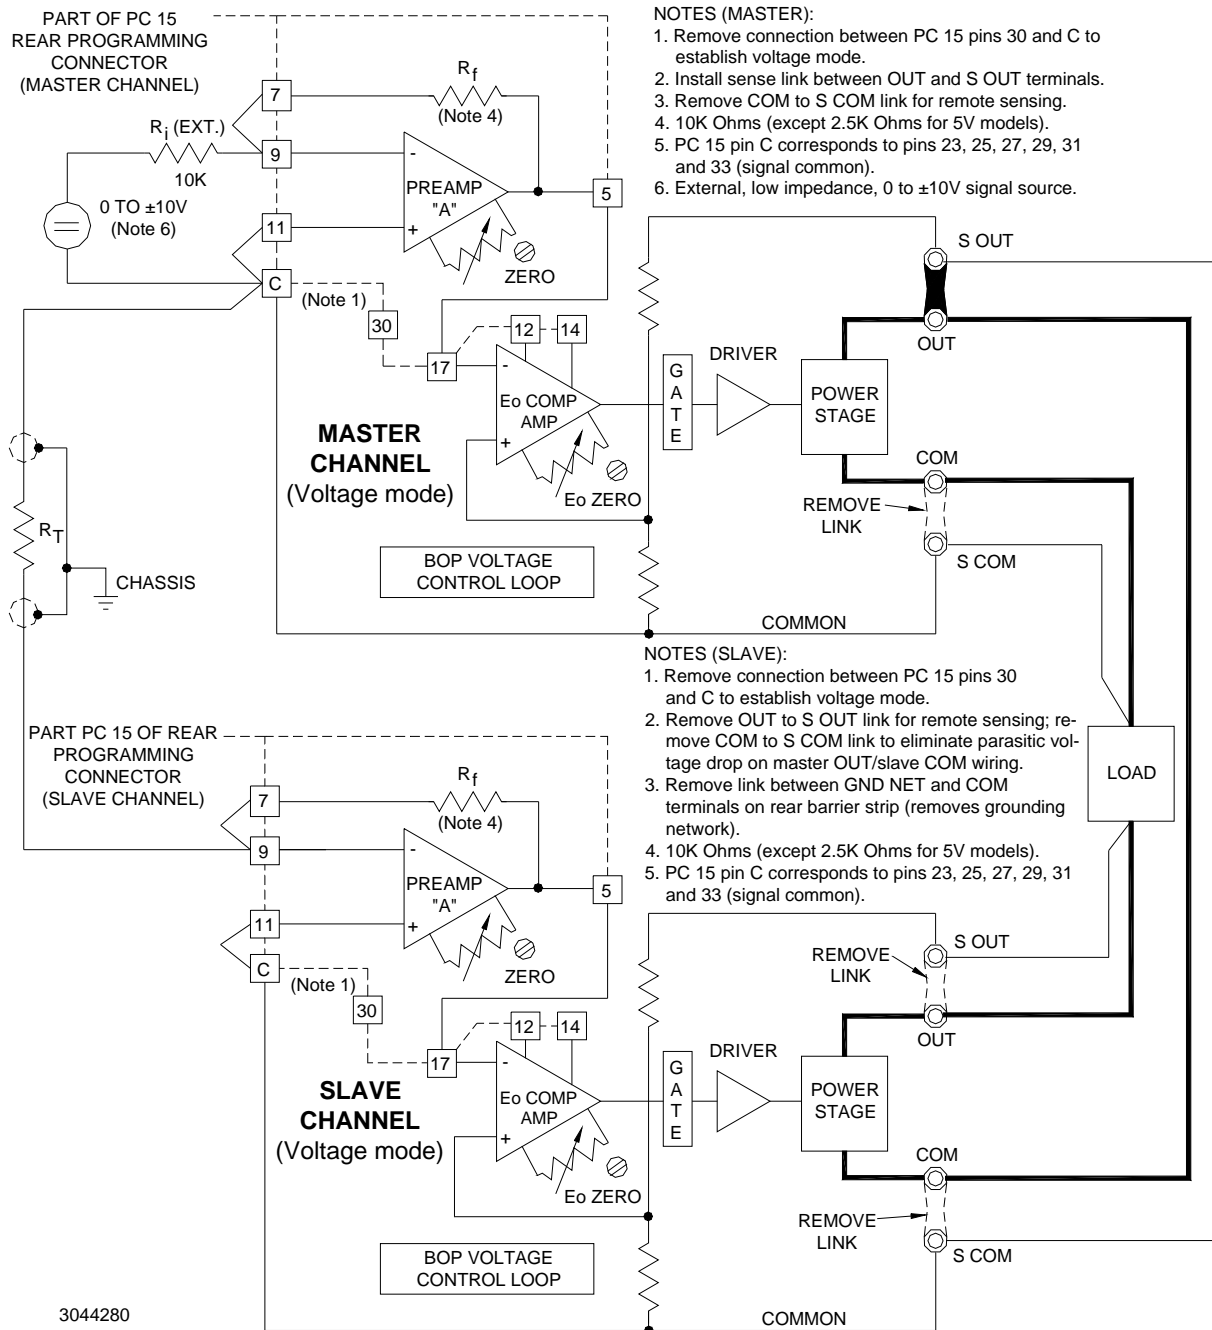 PART OF PC 15
REAR PROGRAMMING
CONNECTOR
(MASTER CHANNEL)
NOTES (MASTER):
1. Remove connection between PC 15 pins 30 and C to
establish voltage mode.
2. Install sense link between OUT and S OUT terminals.
3. Remove COM to S COM link for remote sensing.
4. 10K Ohms (except 2.5K Ohms for 5V models).
5. PC 15 pin C corresponds to pins 23, 25, 27, 29, 31
and 33 (signal common).
6. External, low impedance, 0 to ±10V signal source.
7
Rf
(Note 4)
Ri (EXT.)
10K
9
-
PREAMP
"A"
+
5
0 TO ±10V
(Note 6)
11
ZERO
C
(Note 1)
30
12
14
17
-
Eo COMP
AMP
+
Eo ZERO
GATE
DRIVER
POWER
STAGE
S OUT
OUT
COM
REMOVE
LINK
S COM
MASTER
CHANNEL
(Voltage mode)
BOP VOLTAGE
CONTROL LOOP
COMMON
RT
CHASSIS
LOAD
NOTES (SLAVE):
1. Remove connection between PC 15 pins 30
and C to establish voltage mode.
2. Remove OUT to S OUT link for remote sensing; re-
move COM to S COM link to eliminate parasitic vol-
tage drop on master OUT/slave COM wiring.
3. Remove link between GND NET and COM
terminals on rear barrier strip (removes grounding
network).
4. 10K Ohms (except 2.5K Ohms for 5V models).
5. PC 15 pin C corresponds to pins 23, 25, 27, 29, 31
and 33 (signal common).
PART PC 15 OF REAR
PROGRAMMING
CONNECTOR
(SLAVE CHANNEL)
7
Rf
(Note 4)
9
-
PREAMP
"A"
+
5
11
ZERO
C
(Note 1)
30
12
14
17
-
Eo COMP
AMP
+
Eo ZERO
GATE
DRIVER
POWER
STAGE
S OUT
REMOVE
LINK
OUT
COM
REMOVE
LINK
S COM
SLAVE
CHANNEL
(Voltage mode)
BOP VOLTAGE
CONTROL LOOP
COMMON
3044280